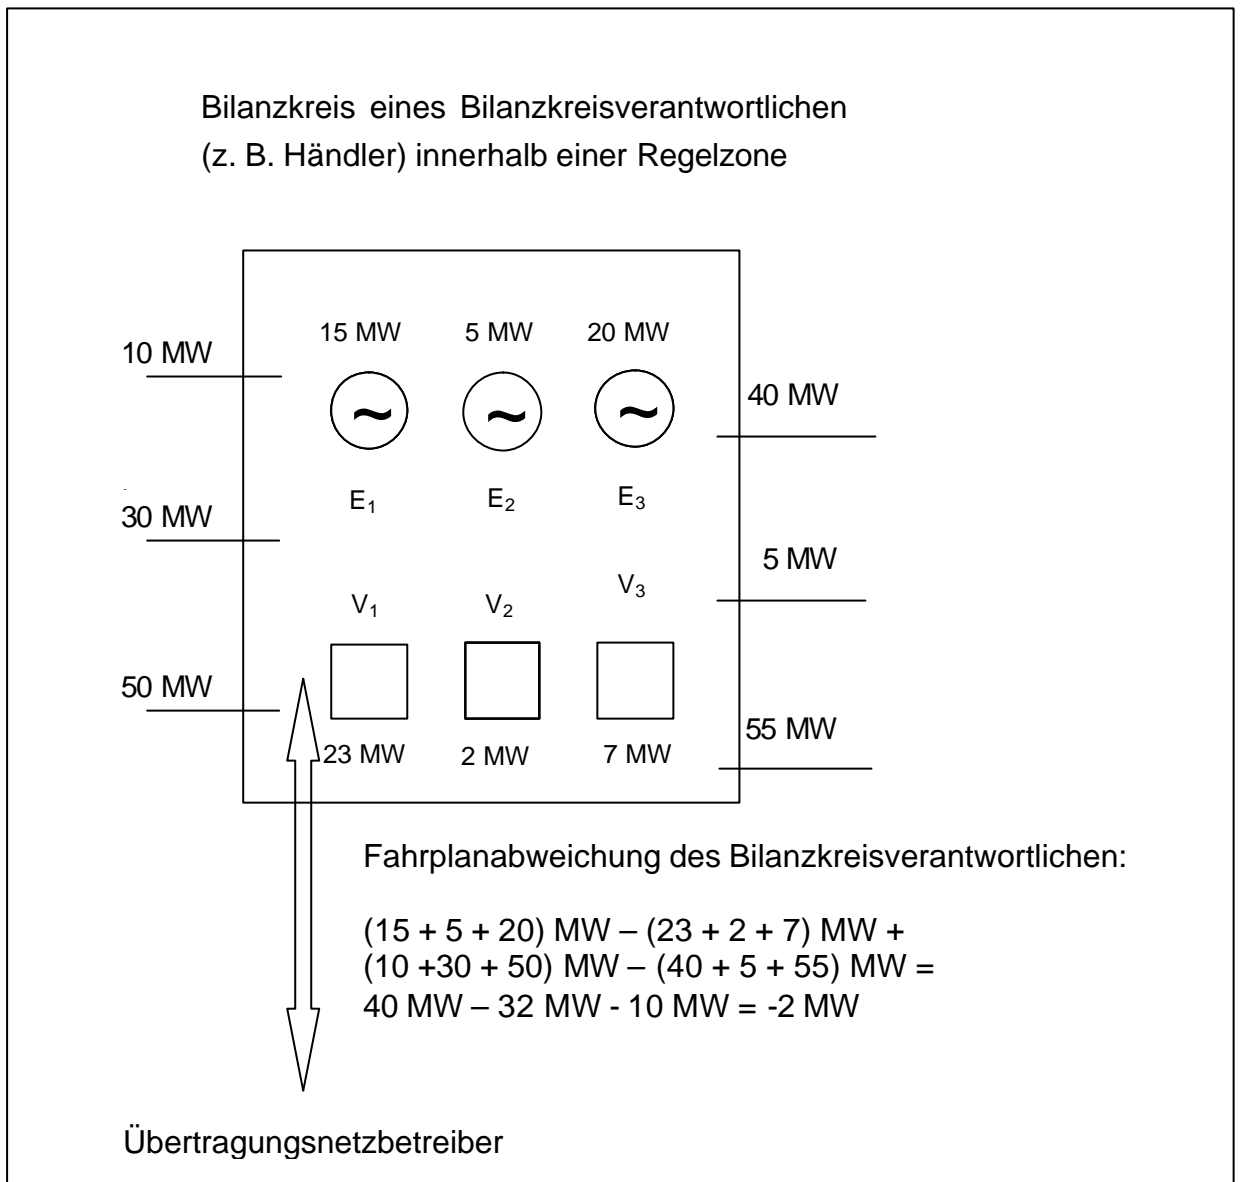 Bilanzkreis eines Bilanzkreisverantwortlichen
(z. B. Händler) innerhalb einer Regelzone
15 MW 5 MW 20 MW
10 MW
40 MW
~ ~ ~
E₁ E₂ E₃
30 MW
5 MW
V₁ V₂ V₃
50 MW
55 MW
23 MW 2 MW 7 MW
Fahrplanabweichung des Bilanzkreisverantwortlichen:
(15 + 5 + 20) MW – (23 + 2 + 7) MW +
(10 +30 + 50) MW – (40 + 5 + 55) MW =
40 MW – 32 MW - 10 MW = -2 MW
Übertragungsnetzbetreiber